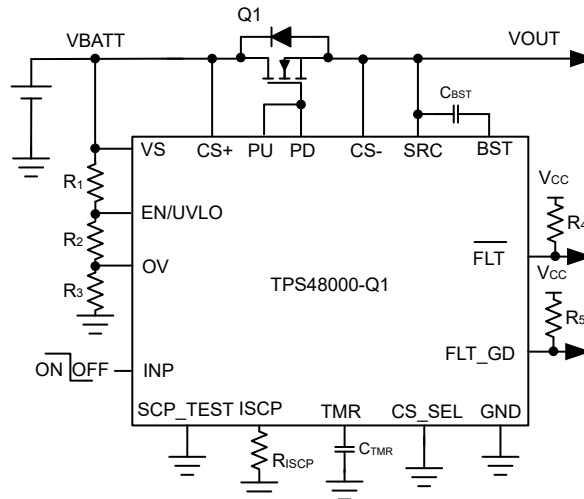 Q1
VBATT
VOUT
CBST
VS
CS+
PU
PD
CS-
SRC
BST
R1
EN/UVLO
R2
OV
R3
TPS48000-Q1
VCC
R4
FLT
VCC
R5
FLT_GD
ON OFF
INP
SCP_TEST
ISCP
TMR
CS_SEL
GND
RISCP
CTMR